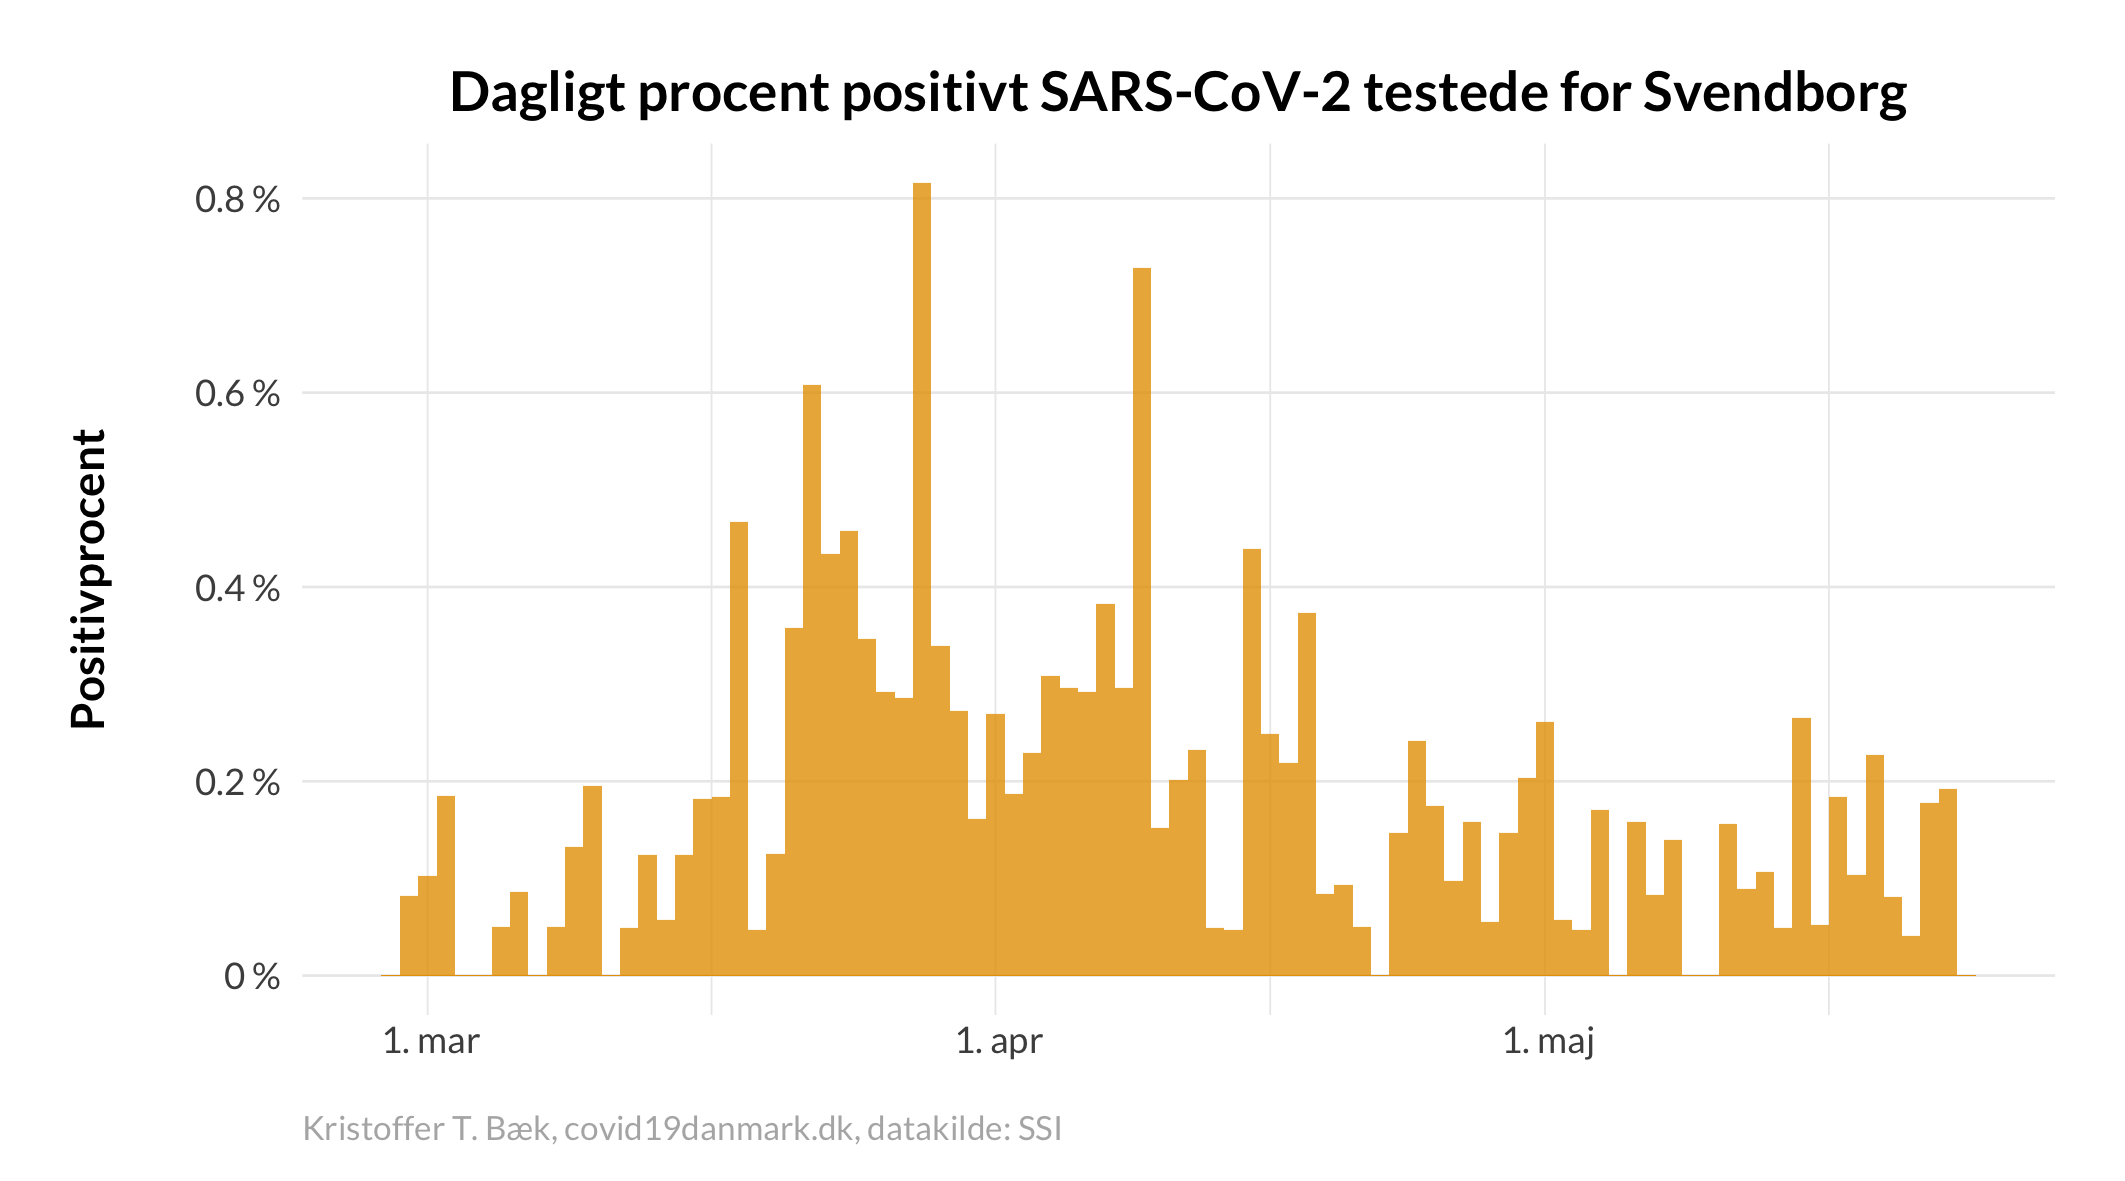 Dagligt procent positivt SARS-CoV-2 testede for Svendborg
Positivprocent
0.8 %
0.6 %
0.4 %
0.2 %
0 %
1. mar
1. apr
1. maj
Kristoffer T. Bæk, covid19danmark.dk, datakilde: SSI